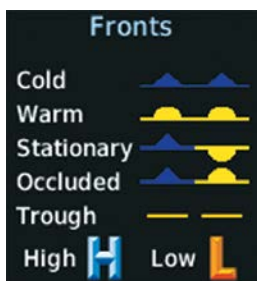 Fronts
Cold
Warm
Stationary
Occluded
Trough
High H Low L